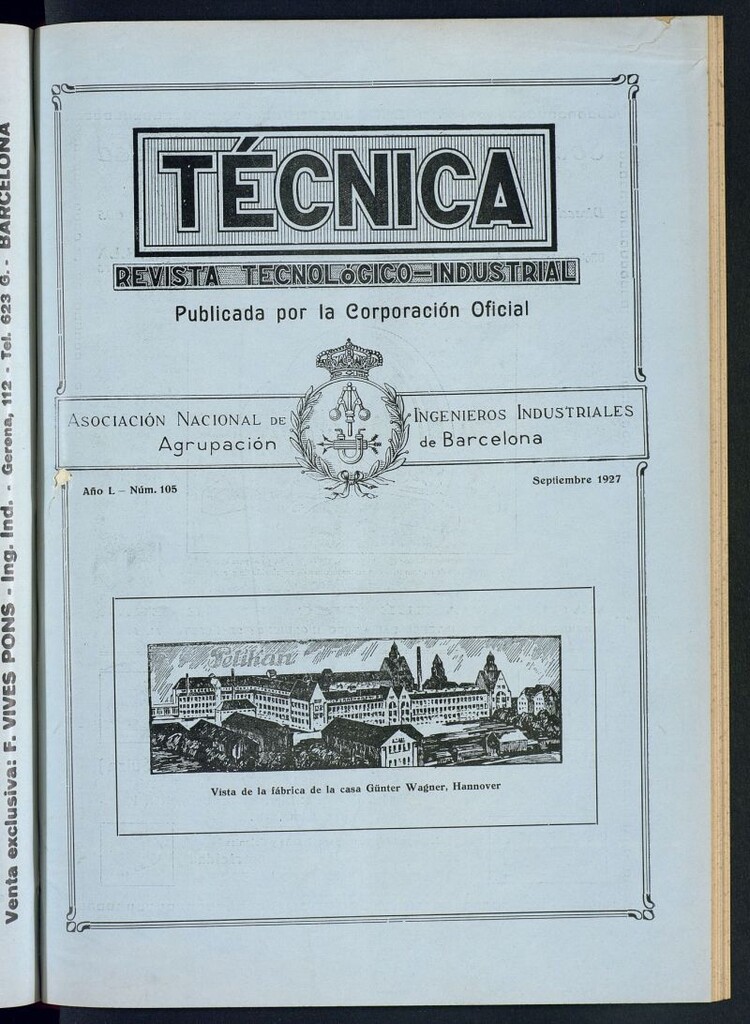 TÉCNICA
REVISTA TECNOLÓGICO-INDUSTRIAL
Publicada por la Corporación Oficial
ASOCIACIÓN NACIONAL DE INGENIEROS INDUSTRIALES
Agrupación de Barcelona
Año L - Núm. 105
Septiembre 1927
Pelikan
Vista de la fábrica de la casa Günter Wagner, Hannover
Venta exclusiva: F. VIVES PONS - Ing. Ind. - Gerona, 112 - Tel. 623 G. - BARCELONA